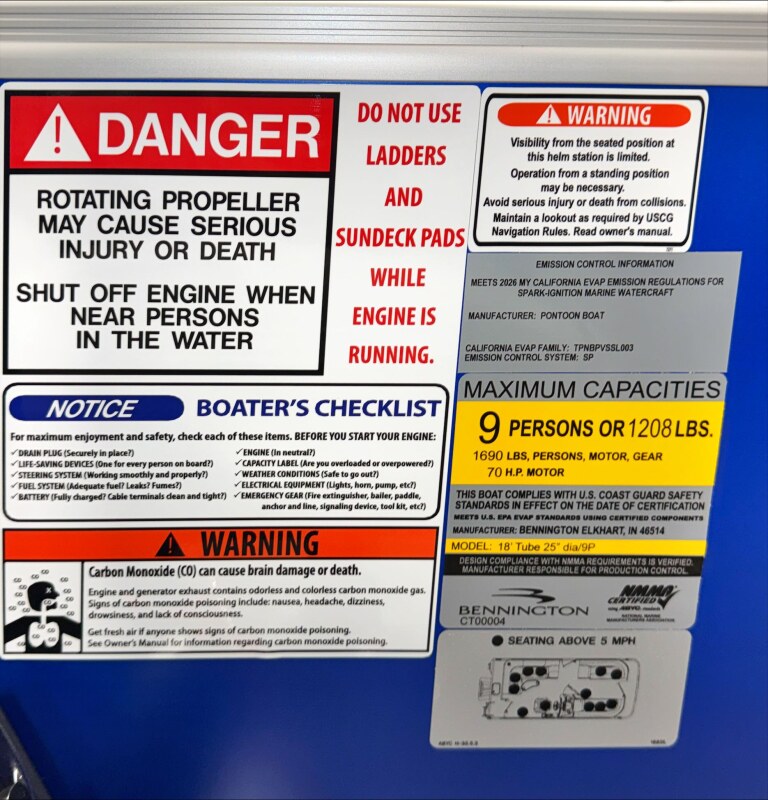 DANGER
ROTATING PROPELLER
MAY CAUSE SERIOUS
INJURY OR DEATH
SHUT OFF ENGINE WHEN
NEAR PERSONS
IN THE WATER
DO NOT USE
LADDERS
AND
SUNDECK PADS
WHILE
ENGINE IS
RUNNING.
NOTICE BOATER'S CHECKLIST
For maximum enjoyment and safety, check each of these items. BEFORE YOU START YOUR ENGINE:
✓DRAIN PLUG (Securely in place?)
✓LIFE-SAVING DEVICES (One for every person on board?)
✓STEERING SYSTEM (Working smoothly and properly?)
✓FUEL SYSTEM (Adequate fuel? Leaks? Fumes?)
✓BATTERY (Fully charged? Cable terminals clean and tight?)
✓ENGINE (In neutral?)
✓CAPACITY LABEL (Are you overloaded or overpowered?)
✓WEATHER CONDITIONS (Safe to go out?)
✓ELECTRICAL EQUIPMENT (Lights, horn, pump, etc?)
✓EMERGENCY GEAR (Fire extinguisher, bailer, paddle,
anchor and line, signaling device, tool kit, etc?)
WARNING
Carbon Monoxide (CO) can cause brain damage or death.
Engine and generator exhaust contains odorless and colorless carbon monoxide gas.
Signs of carbon monoxide poisoning include: nausea, headache, dizziness,
drowsiness, and lack of consciousness.
Get fresh air if anyone shows signs of carbon monoxide poisoning.
See Owner's Manual for information regarding carbon monoxide poisoning.
WARNING
Visibility from the seated position at
this helm station is limited.
Operation from a standing position
may be necessary.
Avoid serious injury or death from collisions.
Maintain a lookout as required by USCG
Navigation Rules. Read owner's manual.
EMISSION CONTROL INFORMATION
MEETS 2026 MY CALIFORNIA EVAP EMISSION REGULATIONS FOR
SPARK-IGNITION MARINE WATERCRAFT
MANUFACTURER: PONTOON BOAT
CALIFORNIA EVAP FAMILY: TPNBPVSSL003
EMISSION CONTROL SYSTEM: SP
MAXIMUM CAPACITIES
9 PERSONS OR 1208 LBS.
1690 LBS, PERSONS, MOTOR, GEAR
70 H.P. MOTOR
THIS BOAT COMPLIES WITH U.S. COAST GUARD SAFETY
STANDARDS IN EFFECT ON THE DATE OF CERTIFICATION
MEETS U.S. EPA EVAP STANDARDS USING CERTIFIED COMPONENTS
MANUFACTURER: BENNINGTON ELKHART, IN 46514
MODEL: 18' Tube 25" dia/9P
DESIGN COMPLIANCE WITH NMMA REQUIREMENTS IS VERIFIED.
MANUFACTURER RESPONSIBLE FOR PRODUCTION CONTROL.
BENNINGTON
CT00004
NMMA
CERTIFIED
using ABYC standards
NATIONAL MARINE
MANUFACTURERS ASSOCIATION
SEATING ABOVE 5 MPH